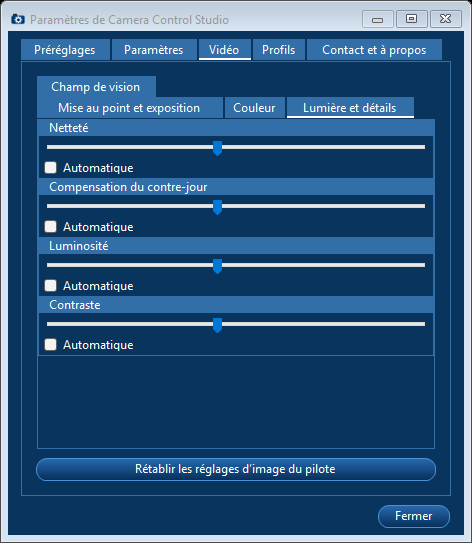 Paramètres de Camera Control Studio
Préréglages Paramètres Vidéo Profils Contact et à propos
Champ de vision
Mise au point et exposition Couleur Lumière et détails
Netteté
Automatique
Compensation du contre-jour
Automatique
Luminosité
Automatique
Contraste
Automatique
Rétablir les réglages d'image du pilote
Fermer